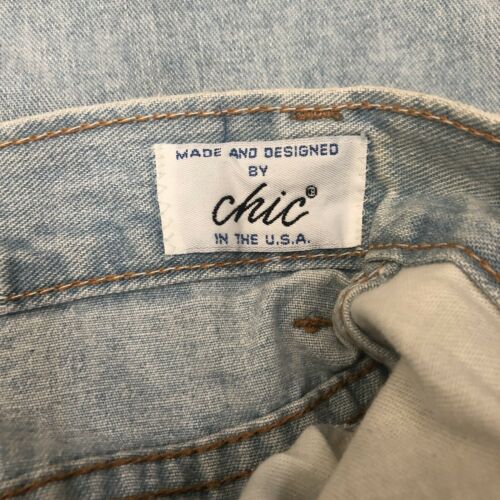 MADE AND DESIGNED
BY
chic®
IN THE U.S.A.